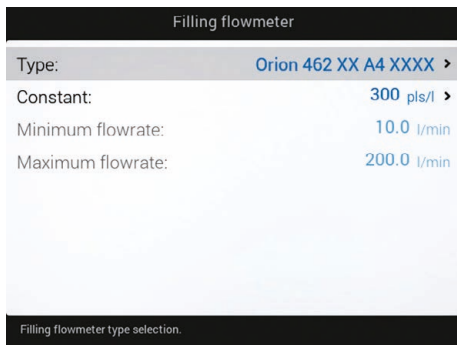 Filling flowmeter
Type: Orion 462 XX A4 XXXX >
Constant: 300 pls/l >
Minimum flowrate: 10.0 l/min
Maximum flowrate: 200.0 l/min
Filling flowmeter type selection.